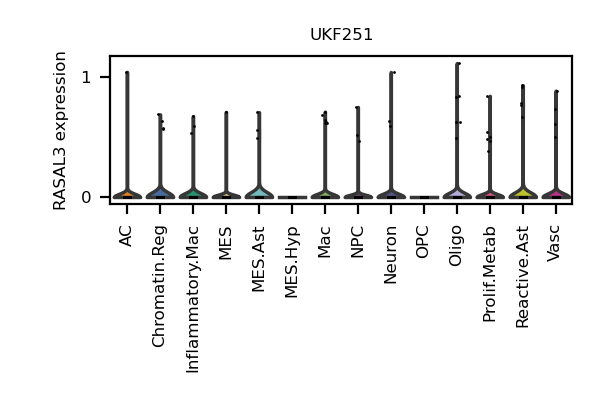 UKF251
RASAL3 expression
1
0
AC
Chromatin.Reg
Inflammatory.Mac
MES
MES.Ast
MES.Hyp
Mac
NPC
Neuron
OPC
Oligo
Prolif.Metab
Reactive.Ast
Vasc